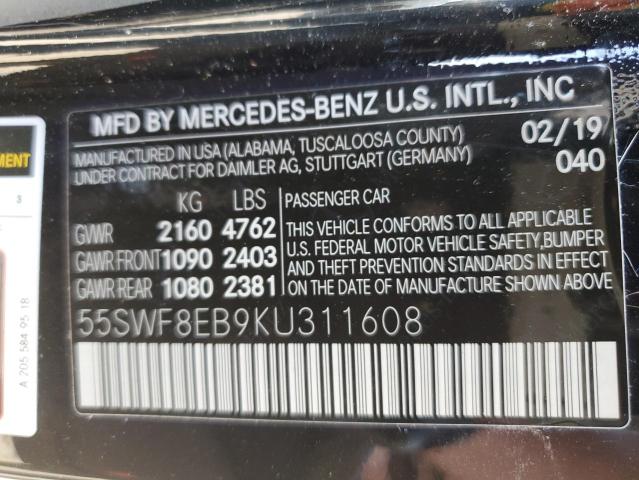 MFD BY MERCEDES-BENZ U.S. INTL., INC
MANUFACTURED IN USA (ALABAMA, TUSCALOOSA COUNTY) 02/19
UNDER CONTRACT FOR DAIMLER AG, STUTTGART (GERMANY) 040
KG LBS PASSENGER CAR
GVWR 2160 4762 THIS VEHICLE CONFORMS TO ALL APPLICABLE
GAWR FRONT 1090 2403 U.S. FEDERAL MOTOR VEHICLE SAFETY,BUMPER
GAWR REAR 1080 2381 AND THEFT PREVENTION STANDARDS IN EFFECT
ON THE DATE OF MANUFACTURE SHOWN ABOVE.
55SWF8EB9KU311608
A 205 584 95 18